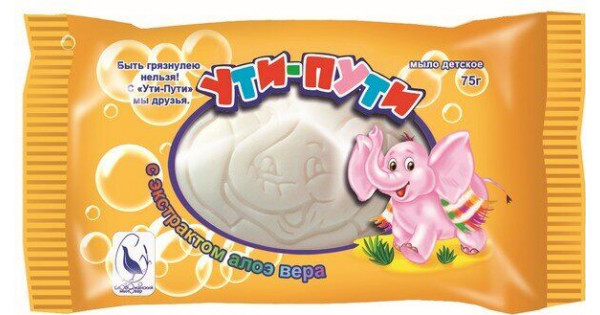 Быть грязнулею
нельзя!
С «Ути-Пути»
мы друзья.
УТИ-ПУТИ
мыло детское
75г
с экстрактом алоэ вера